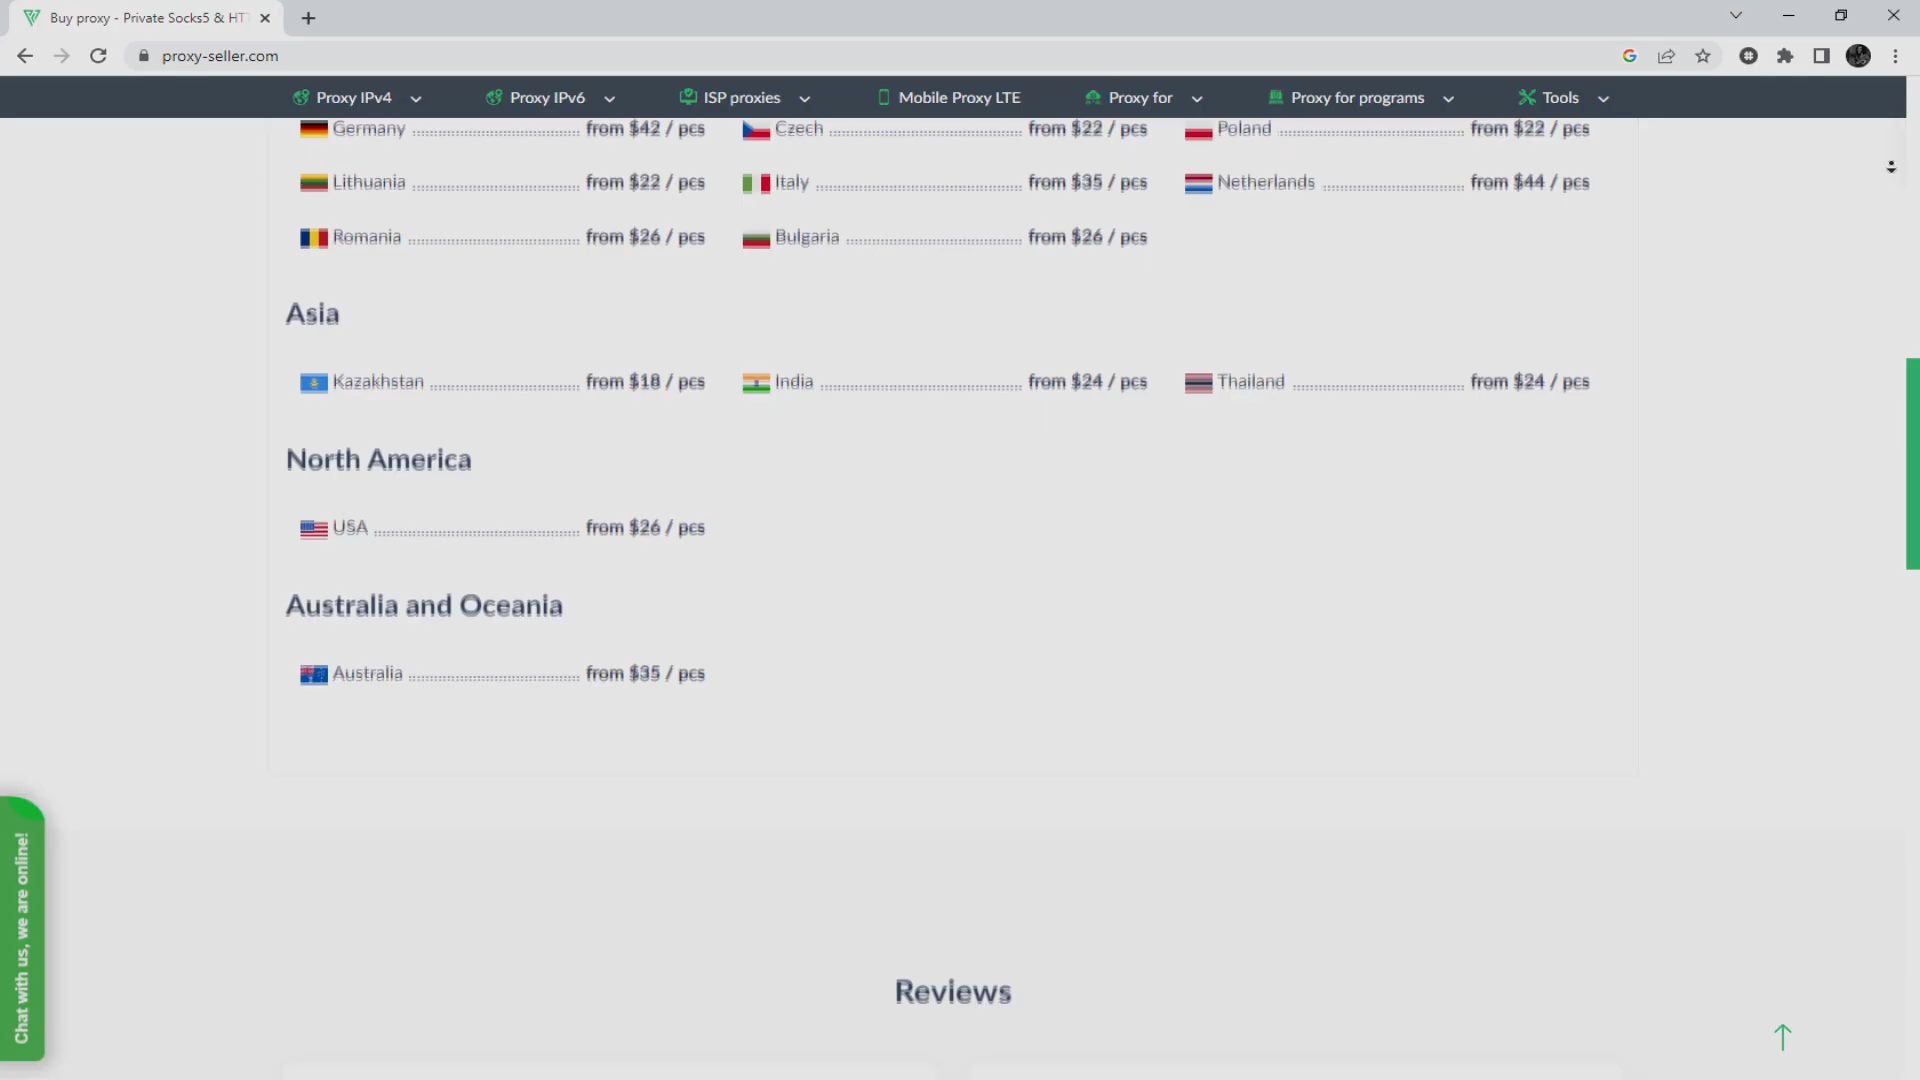 Buy proxy - Private Socks5 & HT
proxy-seller.com
Proxy IPv4
Proxy IPv6
ISP proxies
Mobile Proxy LTE
Proxy for
Proxy for programs
Tools
Germany from $42 / pcs
Czech from $22 / pcs
Poland from $22 / pcs
Lithuania from $22 / pcs
Italy from $35 / pcs
Netherlands from $44 / pcs
Romania from $26 / pcs
Bulgaria from $26 / pcs
Asia
Kazakhstan from $18 / pcs
India from $24 / pcs
Thailand from $24 / pcs
North America
USA from $26 / pcs
Australia and Oceania
Australia from $35 / pcs
Chat with us, we are online!
Reviews